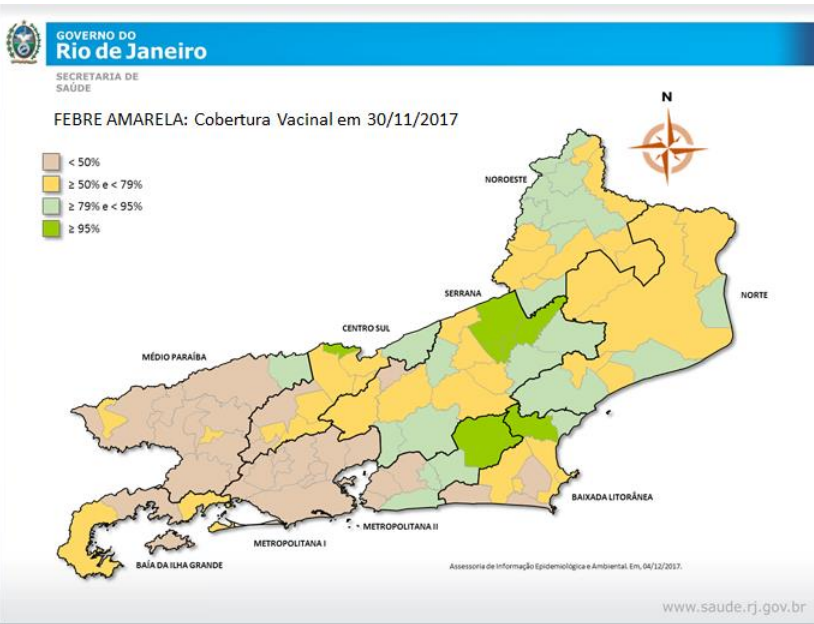 GOVERNO DO
Rio de Janeiro
SECRETARIA DE
SAÚDE
FEBRE AMARELA: Cobertura Vacinal em 30/11/2017
N
< 50%
≥ 50% e < 79%
≥ 79% e < 95%
≥ 95%
NOROESTE
SERRANA
NORTE
CENTRO SUL
MÉDIO PARAÍBA
BAIXADA LITORÂNEA
METROPOLITANA II
METROPOLITANA I
BAÍA DA ILHA GRANDE
Assessoria de Informação Epidemiológica e Ambiental. Em, 04/12/2017.
www.saude.rj.gov.br